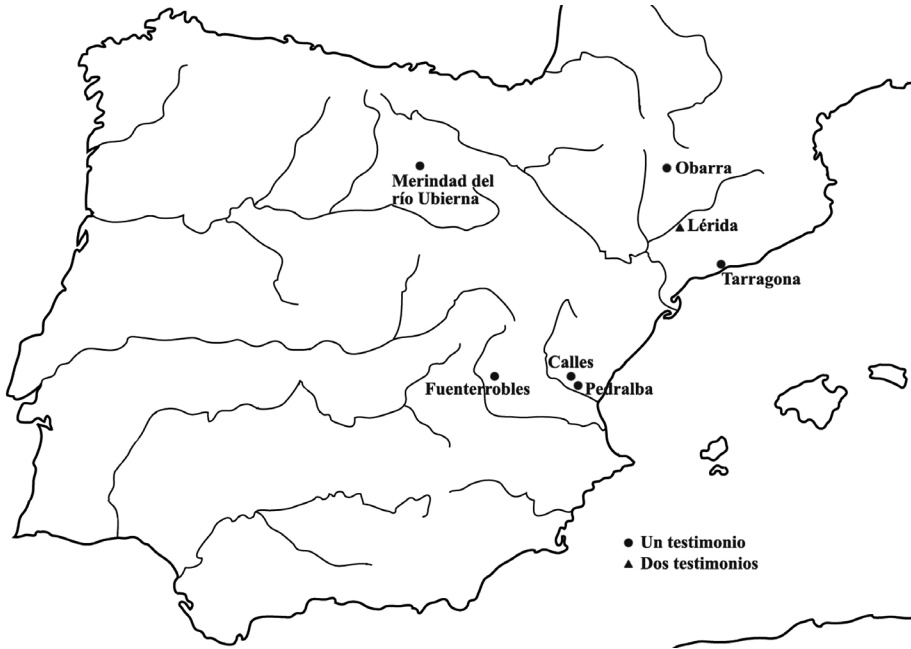 Obarra
Merindad del
río Ubierna
Lérida
Tarragona
Calles
Fuenterrobles
Pedralba
Un testimonio
Dos testimonios